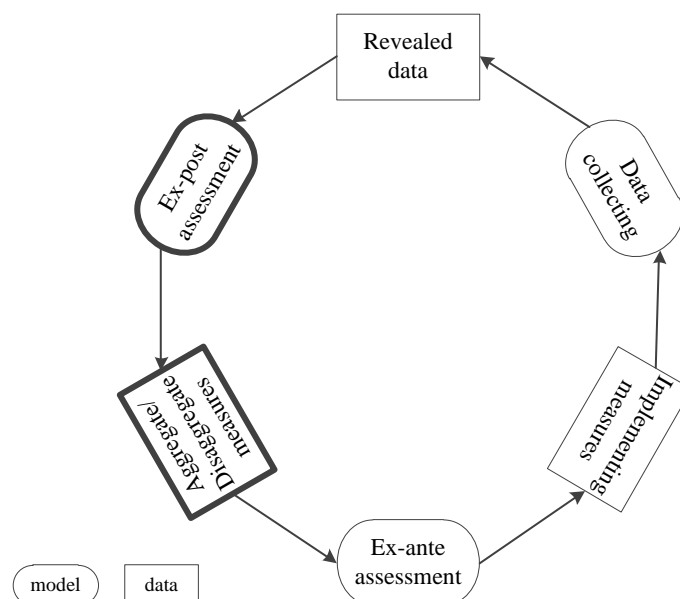 Revealed
data
Ex-post
assessment
Data
collecting
Aggregate/
Disaggregate
measures
Implementing
measures
Ex-ante
assessment
model
data